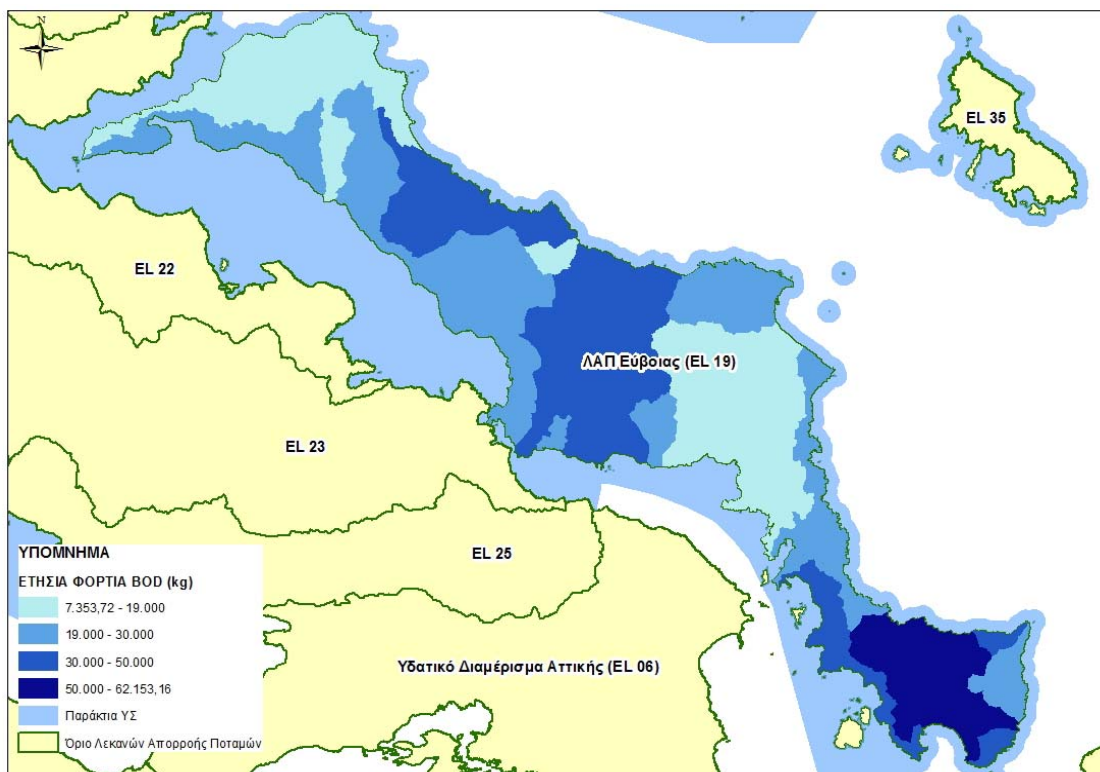 N
EL 35
EL 22
ΛΑΠ Εύβοιας (EL 19)
EL 23
EL 25
Υδατικό Διαμέρισμα Αττικής (EL 06)
ΥΠΟΜΝΗΜΑ
ΕΤΗΣΙΑ ΦΟΡΤΙΑ BOD (kg)
7.353,72 - 19.000
19.000 - 30.000
30.000 - 50.000
50.000 - 62.153,16
Παράκτια ΥΣ
Όριο Λεκανών Απορροής Ποταμών